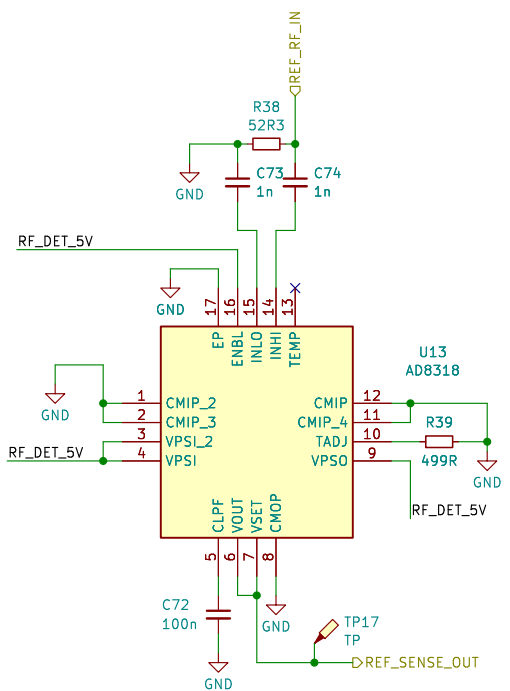 REF_RF_IN
R38
52R3
C73
1n
C74
1n
GND
RF_DET_5V
GND
17
16
15
14
13
EP
ENBL
INLO
INHI
TEMP
U13
AD8318
GND
1
CMIP_2
2
CMIP_3
3
VPSI_2
4
VPSI
RF_DET_5V
CMIP
12
CMIP_4
11
TADJ
10
VPSO
9
R39
499R
GND
RF_DET_5V
CLPF
VOUT
VSET
CMOP
5
6
7
8
C72
100n
GND
GND
TP17
TP
REF_SENSE_OUT